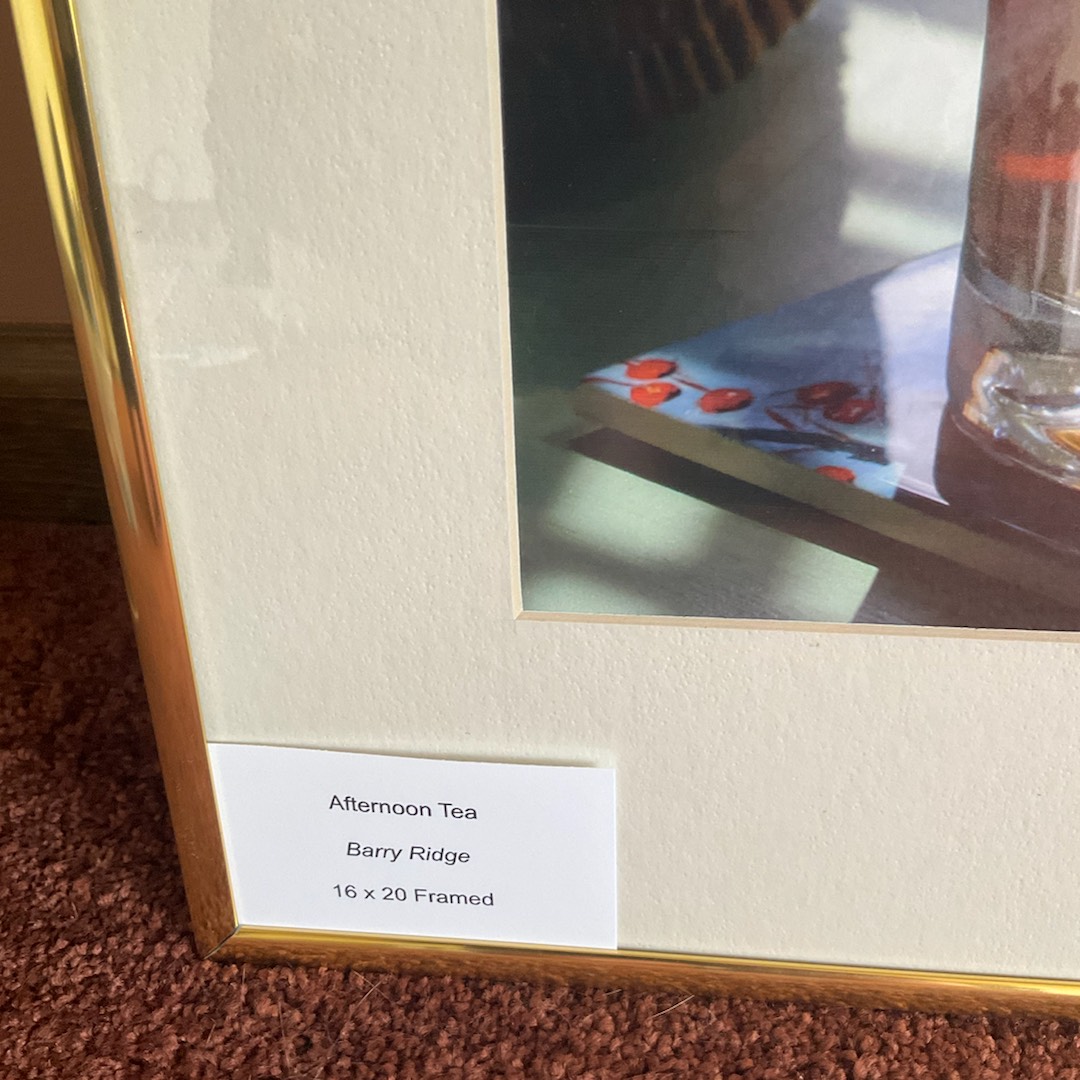 Afternoon Tea
Barry Ridge
16 x 20 Framed